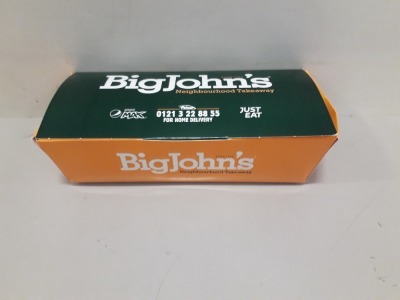 BigJohn's
Neighbourhood Takeaway
MAX
0121 3 22 88 55
FOR HOME DELIVERY
JUST
EAT
BigJohn's
Neighbourhood Takeaway